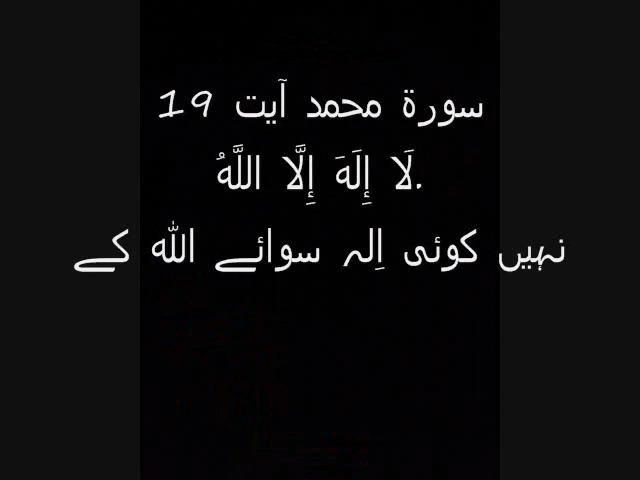 سورة محمد آیت 19
لَا إِلَهَ إِلَّا اللَّهُ.
نہیں کوئی اِلہ سوائے اللہ کے